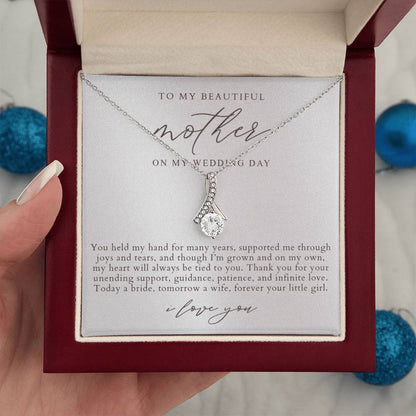 TO MY BEAUTIFUL
mother
ON MY WEDDING DAY
You held my hand for many years, supported me through
joys and tears, and though I'm grown and on my own,
my heart will always be tied to you. Thank you for your
unending support, guidance, patience, and infinite love.
Today a bride, tomorrow a wife, forever your little girl.
i love you